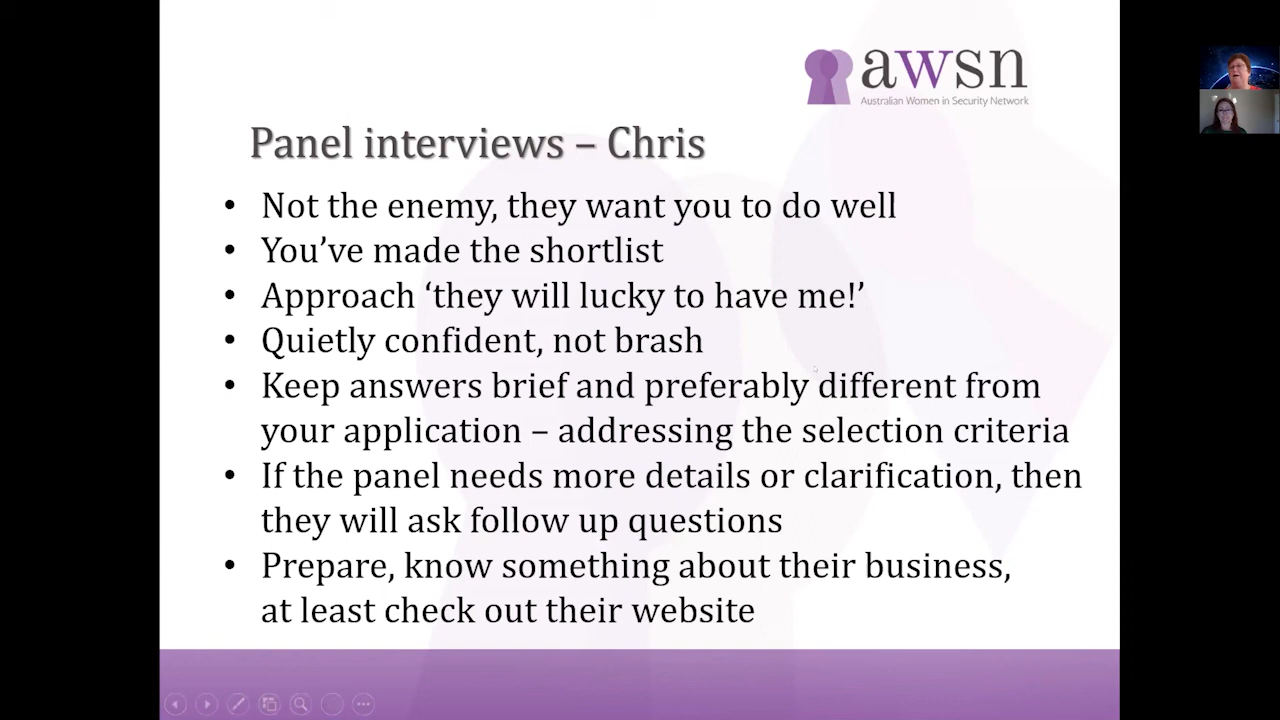 awsn
Australian Women in Security Network
Panel interviews – Chris
• Not the enemy, they want you to do well
• You’ve made the shortlist
• Approach ‘they will lucky to have me!’
• Quietly confident, not brash
• Keep answers brief and preferably different from
your application – addressing the selection criteria
• If the panel needs more details or clarification, then
they will ask follow up questions
• Prepare, know something about their business,
at least check out their website